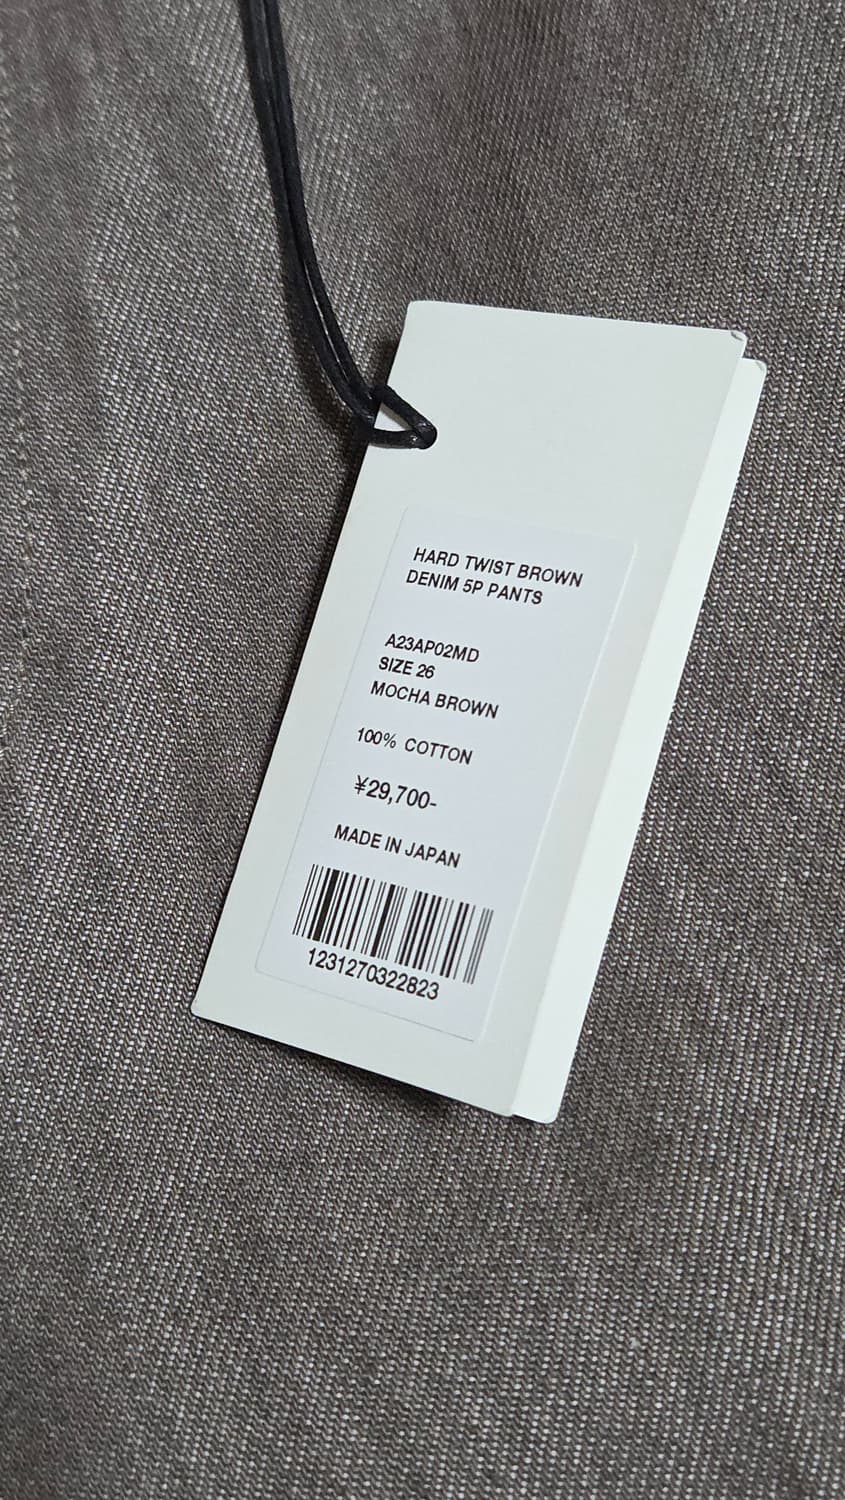 HARD TWIST BROWN
DENIM 5P PANTS
A23AP02MD
SIZE 26
MOCHA BROWN
100% COTTON
¥29,700-
MADE IN JAPAN
1231270322823